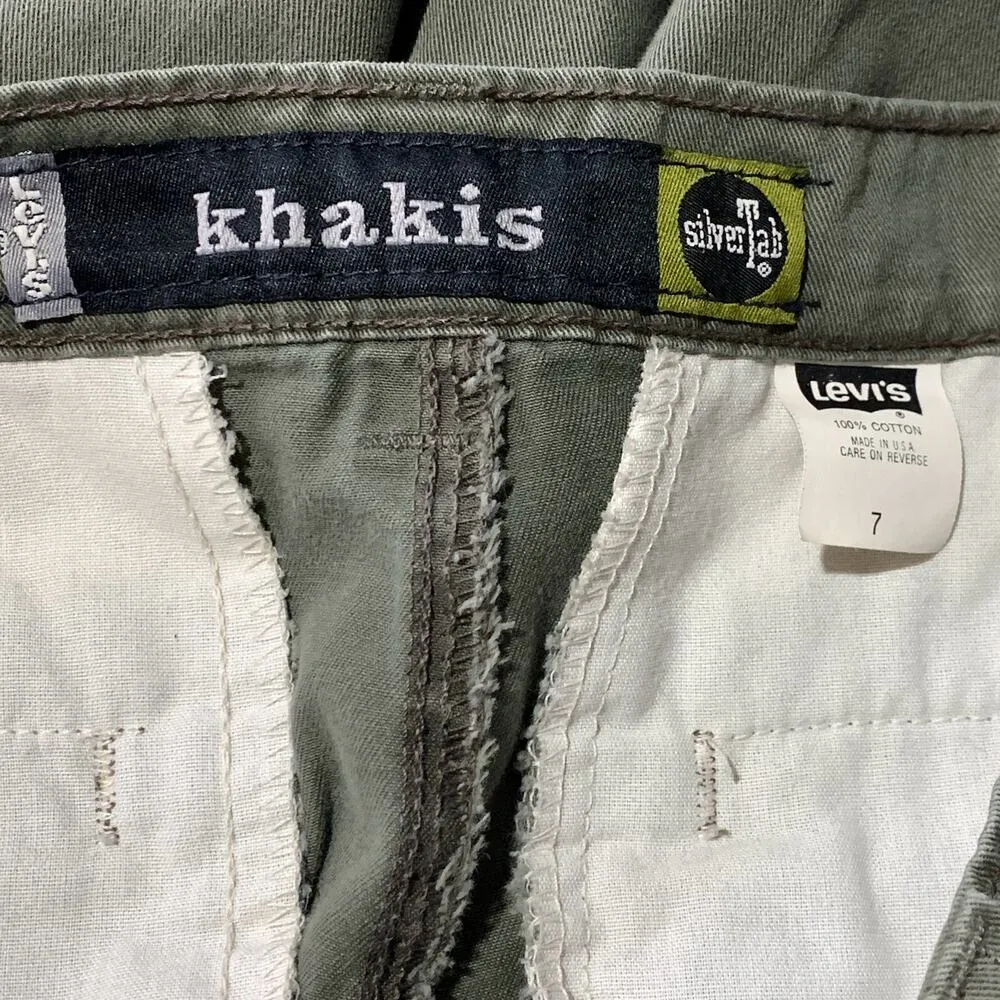 Levi's
khakis
silverTab
®
Levi's
®
100% COTTON
MADE IN U.S.A
CARE ON REVERSE
7